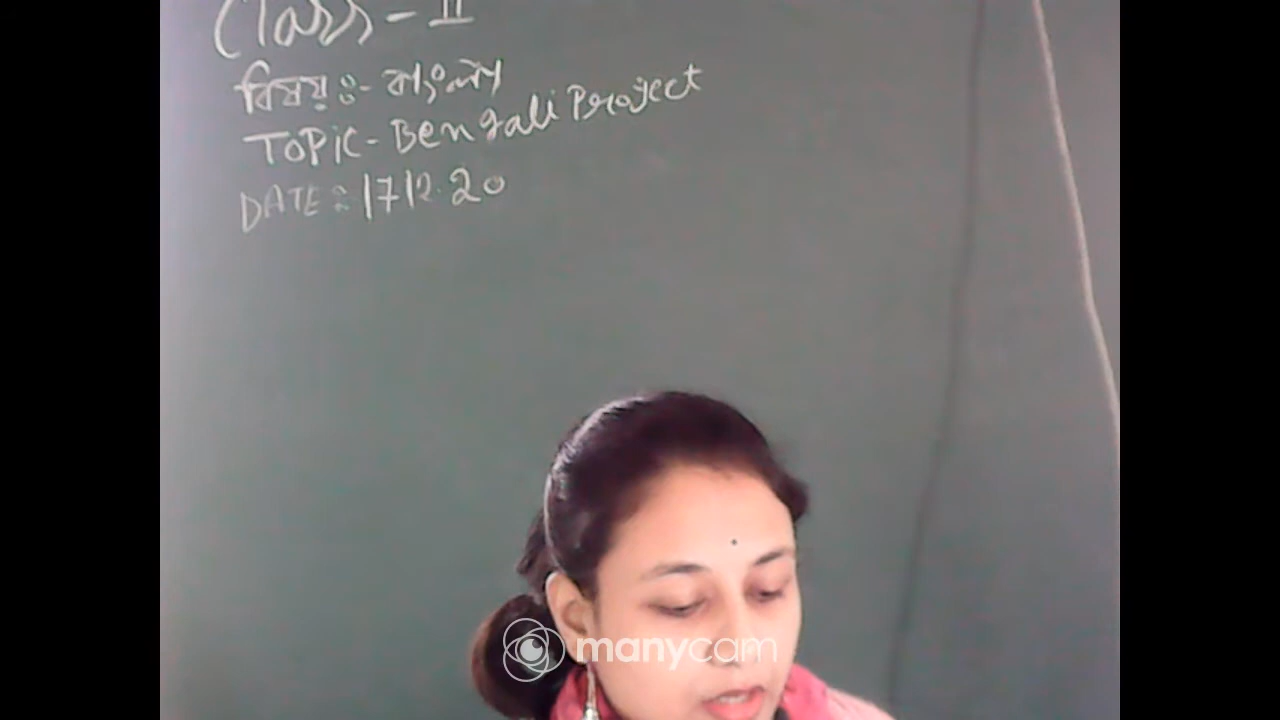 Class - II
বিষয় ঃ- বাংলা
TOPIC - Bengali Project
DATE : 17.12.20
manycam